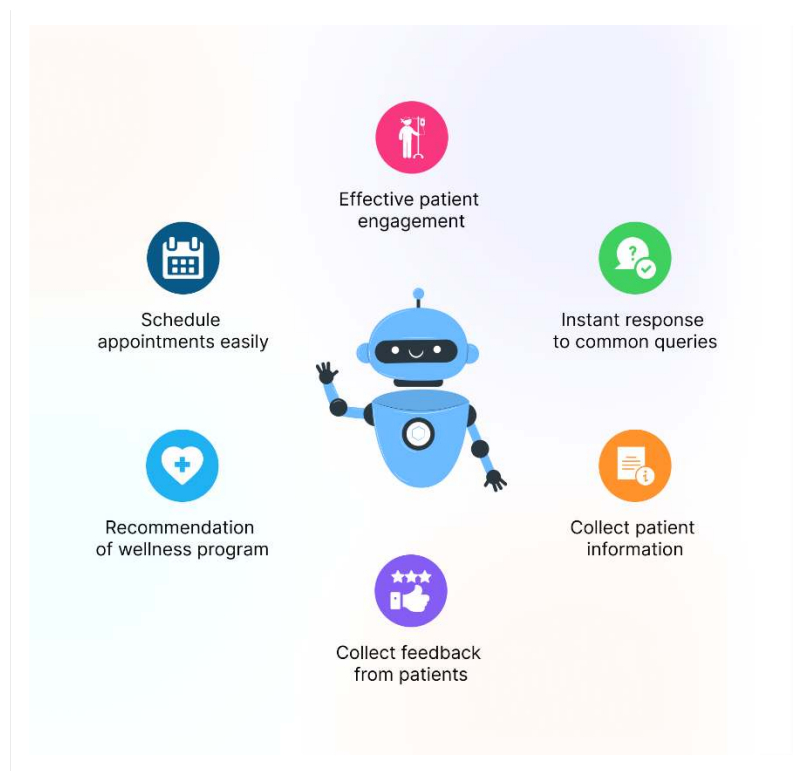 Effective patient
engagement
Schedule
appointments easily
Instant response
to common queries
Recommendation
of wellness program
Collect patient
information
Collect feedback
from patients